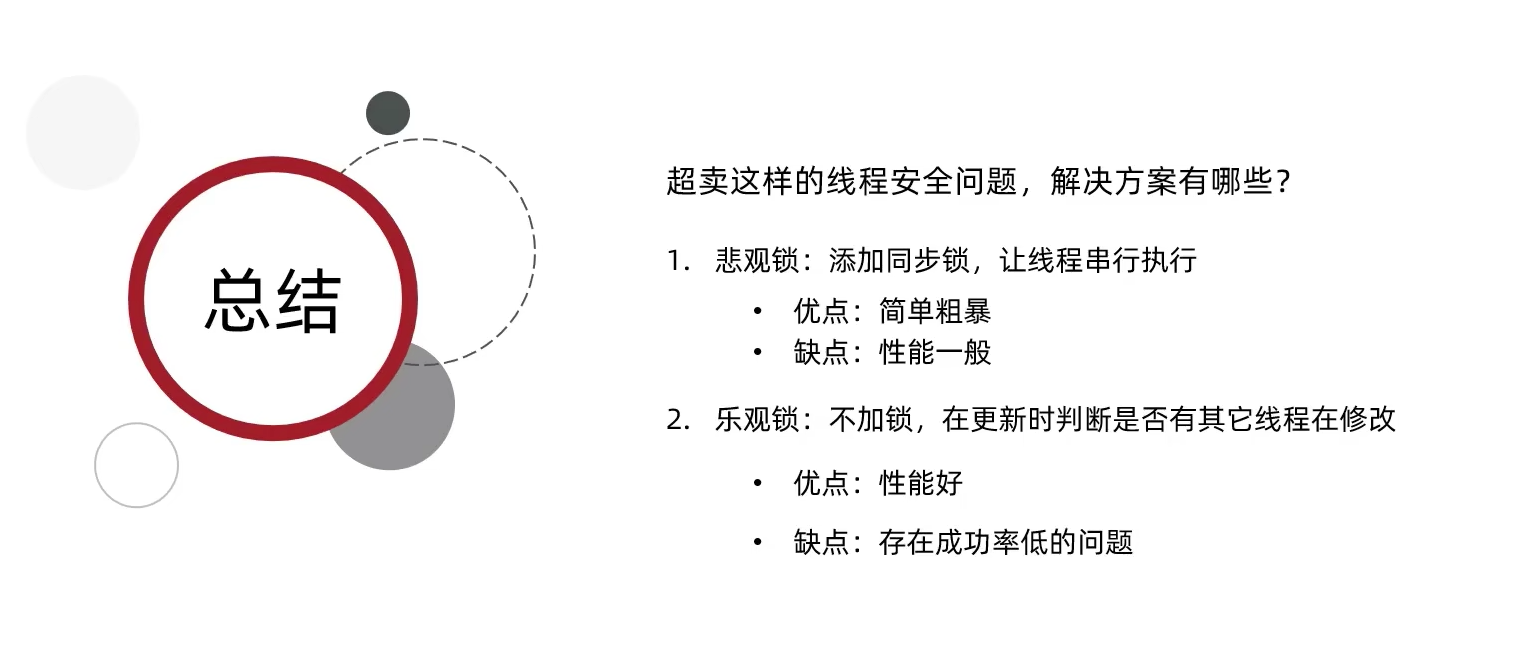 总结
超卖这样的线程安全问题，解决方案有哪些？
1. 悲观锁：添加同步锁，让线程串行执行
• 优点：简单粗暴
• 缺点：性能一般
2. 乐观锁：不加锁，在更新时判断是否有其它线程在修改
• 优点：性能好
• 缺点：存在成功率低的问题